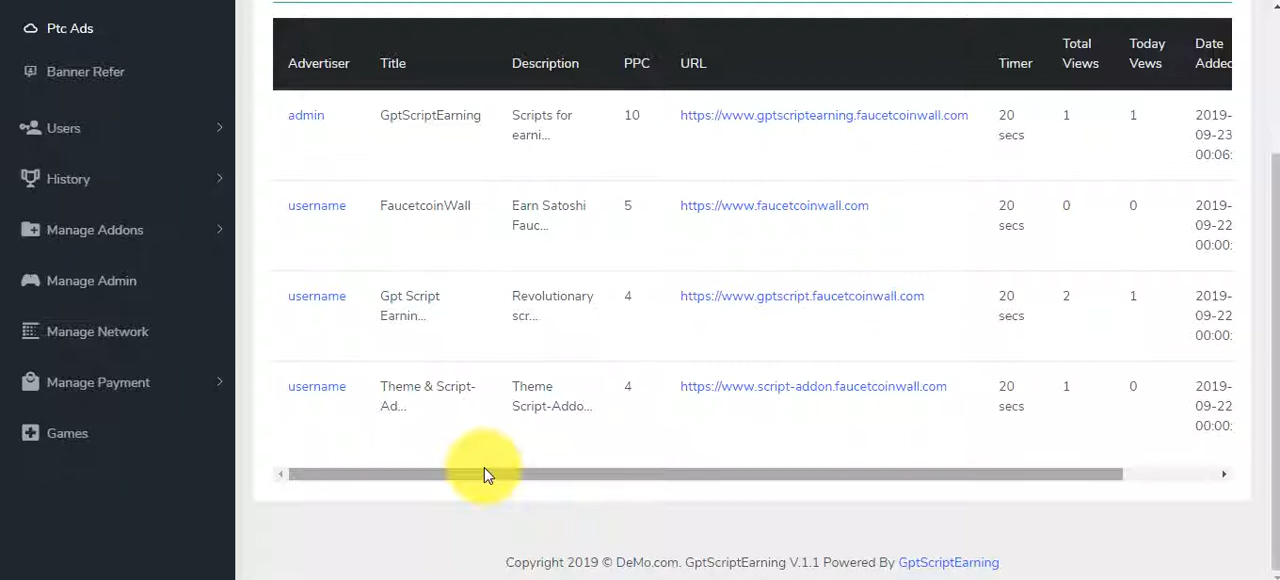 Ptc Ads
Banner Refer
Users
History
Manage Addons
Manage Admin
Manage Network
Manage Payment
Games
Advertiser Title Description PPC URL Timer Total Views Today Vews Date Added
admin GptScriptEarning Scripts for earni... 10 https://www.gptscriptearning.faucetcoinwall.com 20 secs 1 1 2019-09-23 00:06:
username FaucetcoinWall Earn Satoshi Fauc... 5 https://www.faucetcoinwall.com 20 secs 0 0 2019-09-22 00:00:
username Gpt Script Earnin... Revolutionary scr... 4 https://www.gptscript.faucetcoinwall.com 20 secs 2 1 2019-09-22 00:00:
username Theme & Script-Ad... Theme Script-Addo... 4 https://www.script-addon.faucetcoinwall.com 20 secs 1 0 2019-09-22 00:00:
Copyright 2019 © DeMo.com. GptScriptEarning V.1.1 Powered By GptScriptEarning